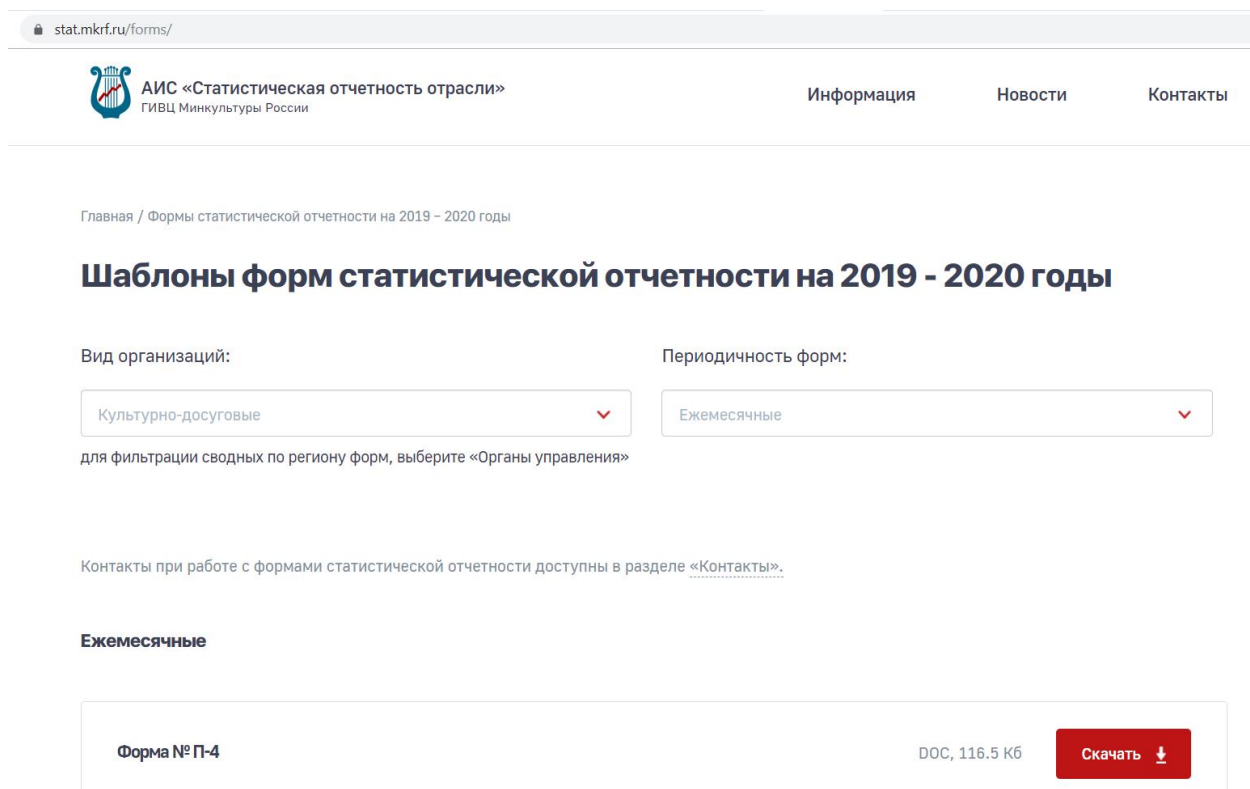 stat.mkrf.ru/forms/
АИС «Статистическая отчетность отрасли»
ГИВЦ Минкультуры России
Информация
Новости
Контакты
Главная / Формы статистической отчетности на 2019 – 2020 годы
Шаблоны форм статистической отчетности на 2019 - 2020 годы
Вид организаций:
Периодичность форм:
Культурно-досуговые
Ежемесячные
для фильтрации сводных по региону форм, выберите «Органы управления»
Контакты при работе с формами статистической отчетности доступны в разделе «Контакты».
Ежемесячные
Форма № П-4
DOC, 116.5 Кб
Скачать